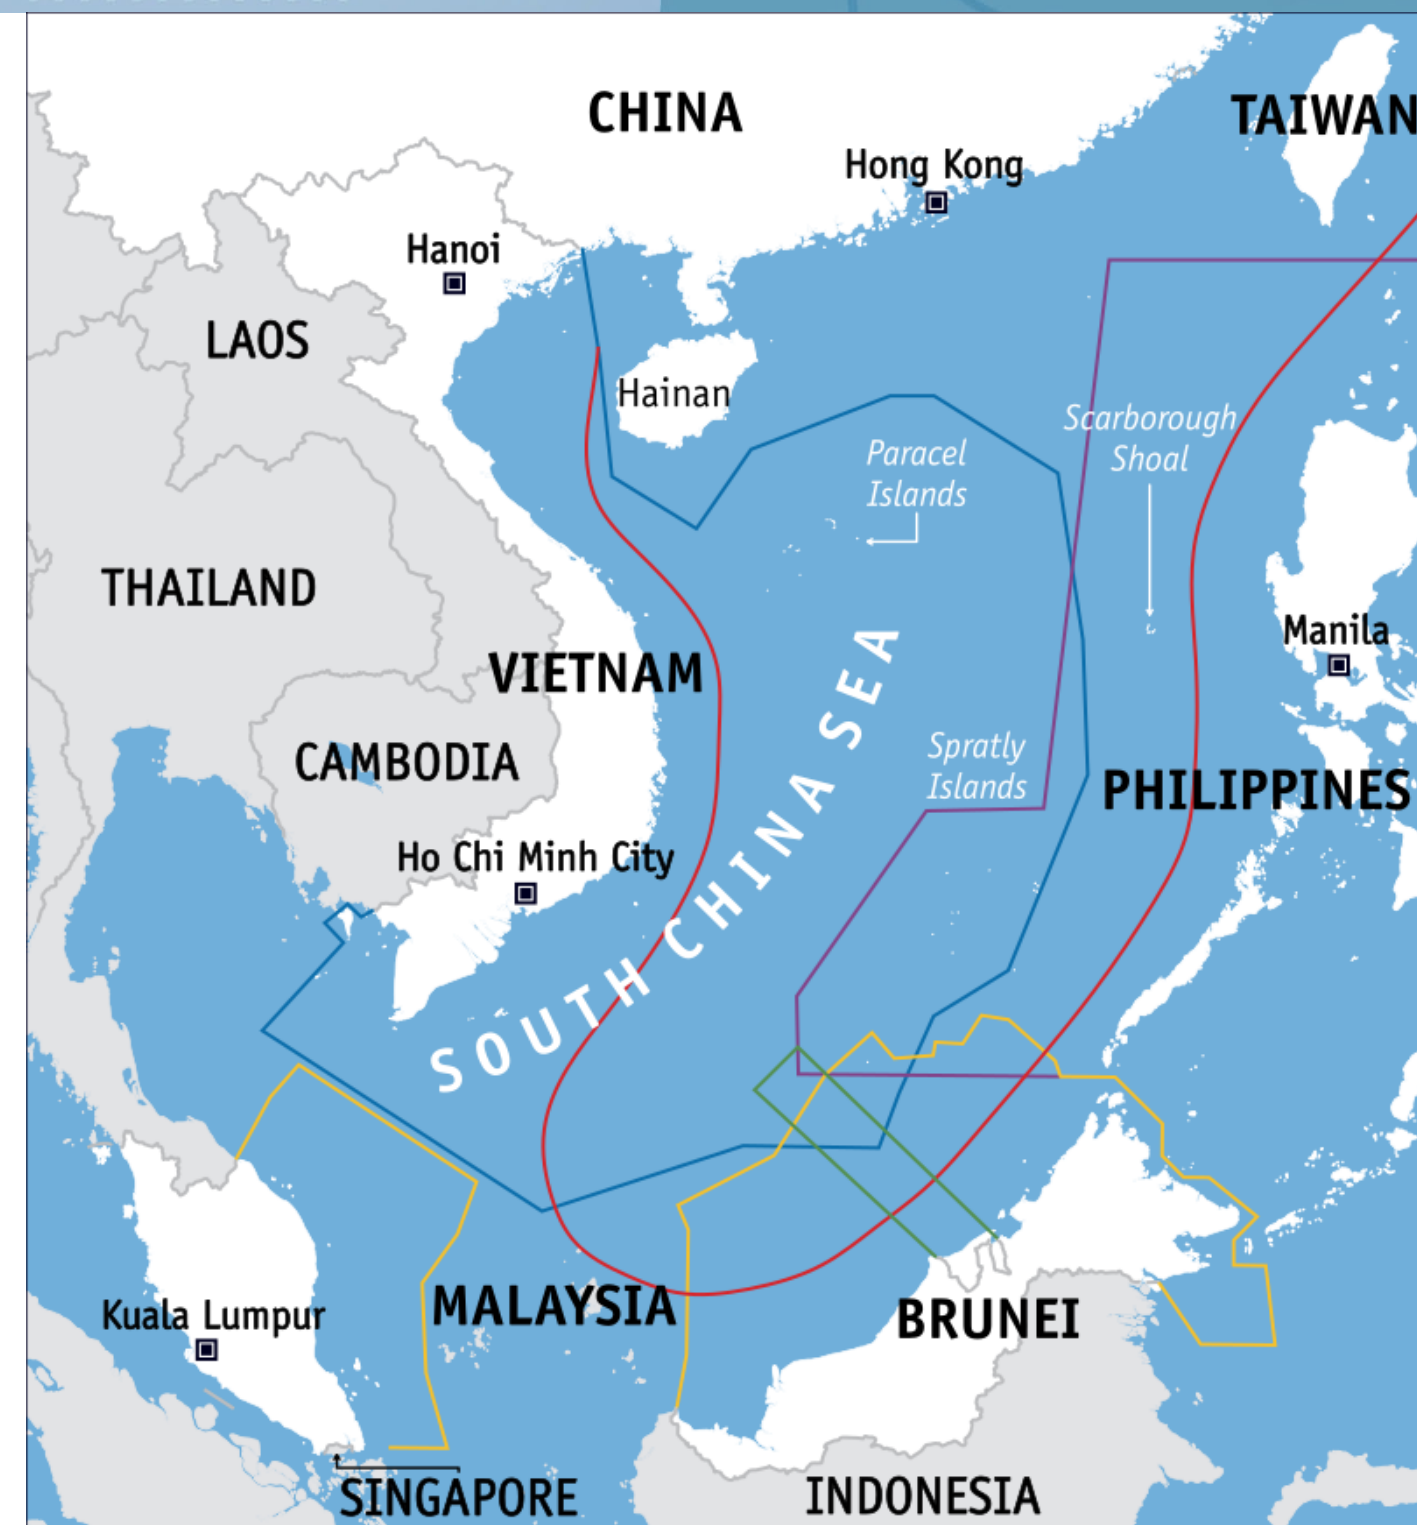 CHINA
TAIWAN
Hong Kong
Hanoi
LAOS
Hainan
Scarborough
Shoal
Paracel
Islands
THAILAND
Manila
VIETNAM
CAMBODIA
Spratly
Islands
PHILIPPINES
Ho Chi Minh City
SOUTH CHINA SEA
MALAYSIA
Kuala Lumpur
BRUNEI
SINGAPORE
INDONESIA